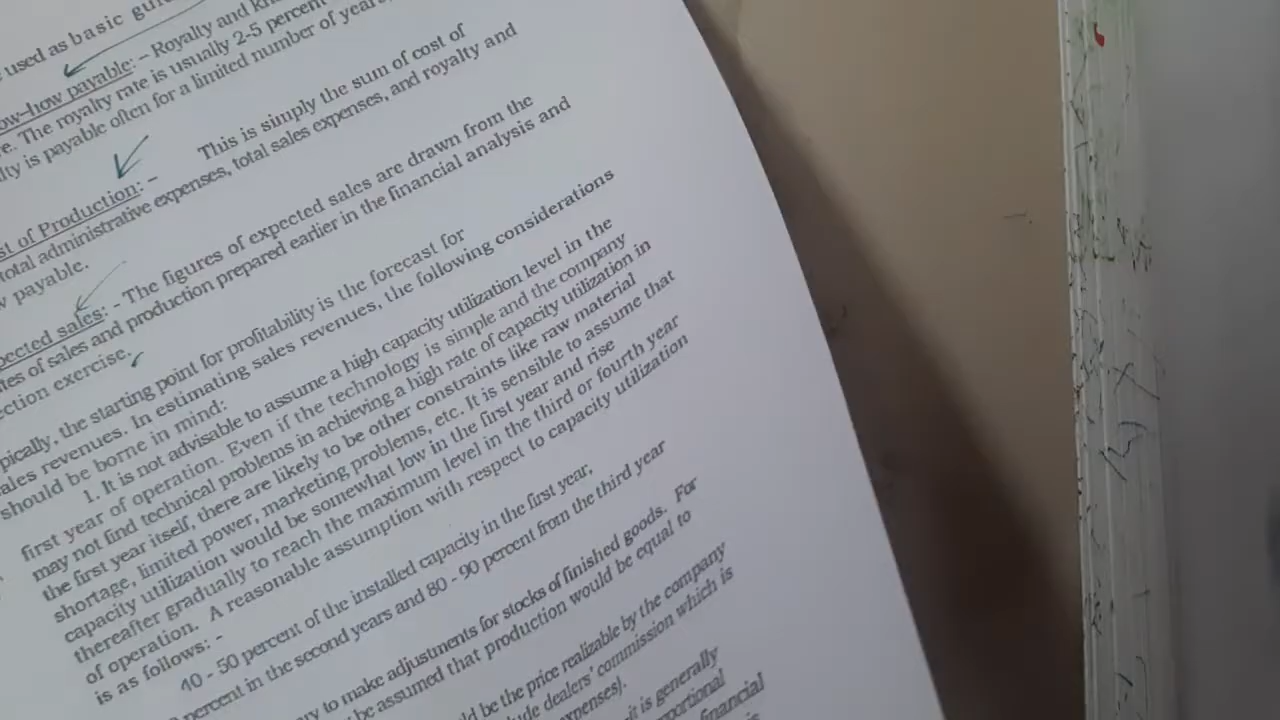 used as basic
ow-how payable: – Royalty and
e. The royalty rate is usually 2-5 percent
lty is payable often for a limited number of years,
st of Production: – This is simply the sum of cost of
total administrative expenses, total sales expenses, and royalty and
w payable.
pected sales: - The figures of expected sales are drawn from the
tes of sales and production prepared earlier in the financial analysis and
ection exercise.
pically, the starting point for profitability is the forecast for
ales revenues. In estimating sales revenues, the following considerations
should be borne in mind:
1. It is not advisable to assume a high capacity utilization level in the
first year of operation. Even if the technology is simple and the company
may not find technical problems in achieving a high rate of capacity utilization in
the first year itself, there are likely to be other constraints like raw material
shortage, limited power, marketing problems, etc. It is sensible to assume that
capacity utilization would be somewhat low in the first year and rise
thereafter gradually to reach the maximum level in the third or fourth year
of operation. A reasonable assumption with respect to capacity utilization
is as follows: -
40 - 50 percent of the installed capacity in the first year,
percent in the second years and 80 - 90 percent from the third year
to make adjustments for stocks of finished goods. For
be assumed that production would be equal to
ld be the price realizable by the company
lude dealers' commission which is
expenses).
it is generally
portional
financial